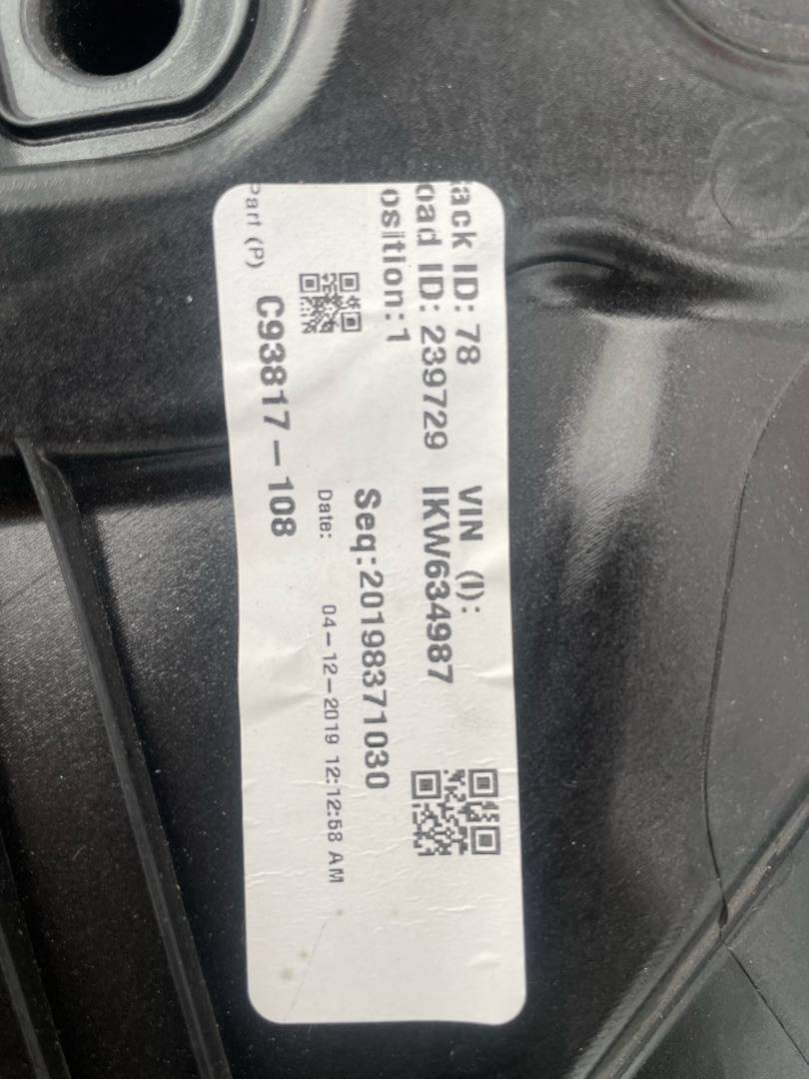 ack ID: 78
oad ID: 239729
osition: 1
VIN (I):
IKW634987
Seq:20198371030
Date: 04-12-2019 12:12:58 AM
Part (P) C93817-108